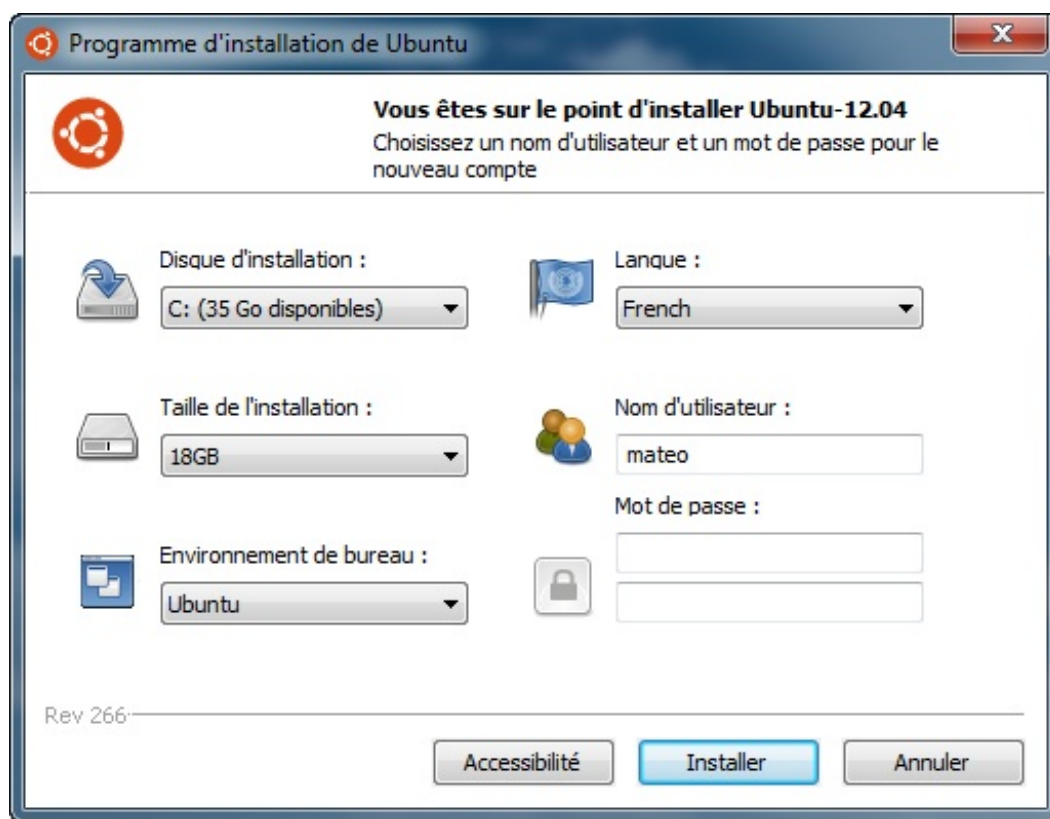 Programme d'installation de Ubuntu
Vous êtes sur le point d'installer Ubuntu-12.04
Choisissez un nom d'utilisateur et un mot de passe pour le
nouveau compte
Disque d'installation :
C: (35 Go disponibles)
Taille de l'installation :
18GB
Environnement de bureau :
Ubuntu
Langue :
French
Nom d'utilisateur :
mateo
Mot de passe :
Rev 266
Accessibilité
Installer
Annuler